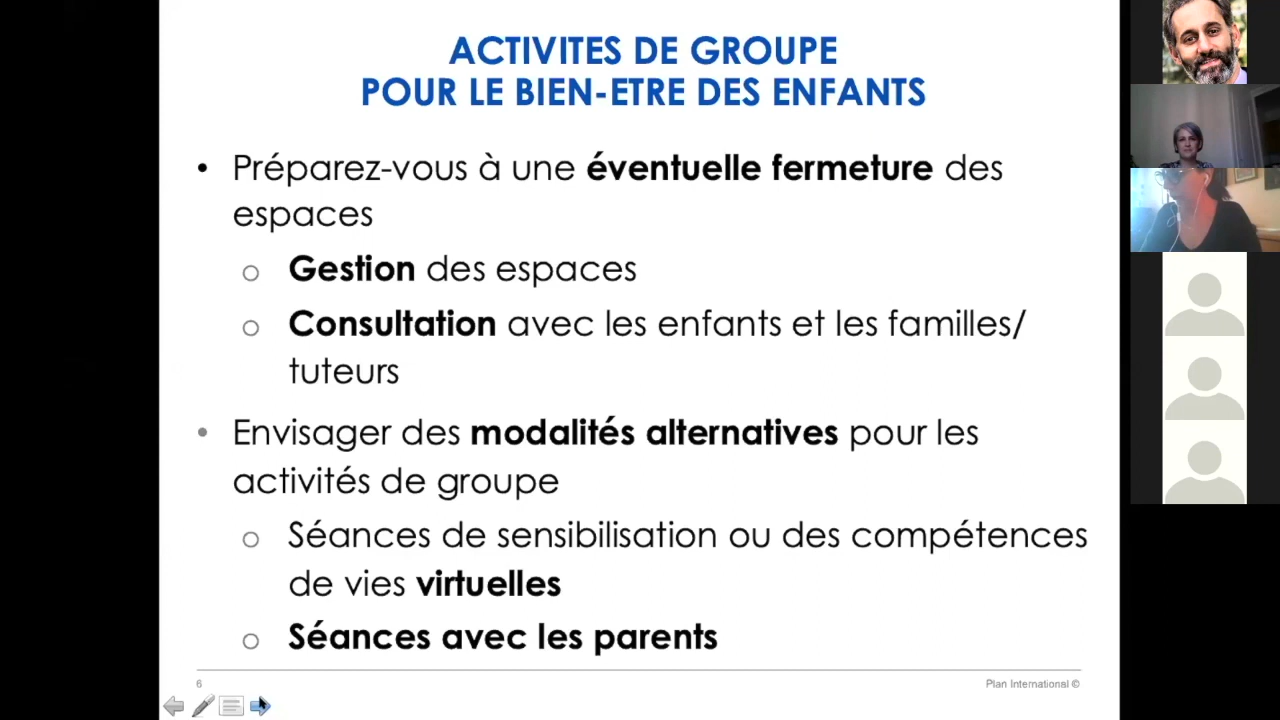 ACTIVITES DE GROUPE
POUR LE BIEN-ETRE DES ENFANTS
• Préparez-vous à une éventuelle fermeture des
espaces
o Gestion des espaces
o Consultation avec les enfants et les familles/
tuteurs
• Envisager des modalités alternatives pour les
activités de groupe
o Séances de sensibilisation ou des compétences
de vies virtuelles
o Séances avec les parents
6
Plan International ©